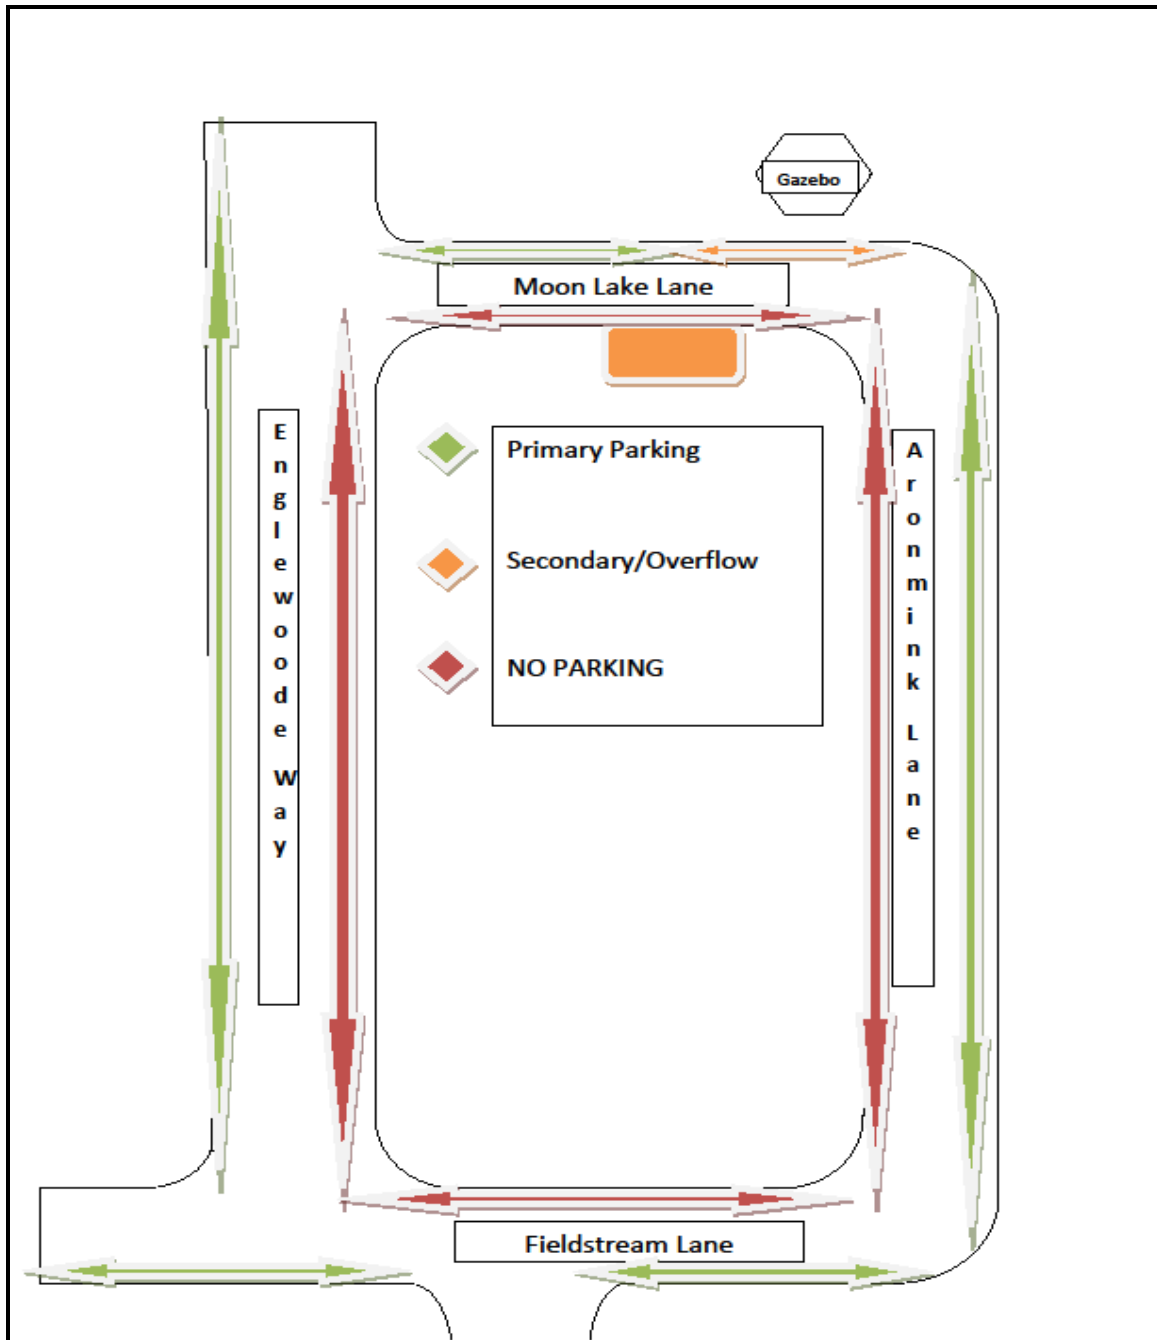 Gazebo
Moon Lake Lane
Englewoode Way
Primary Parking
Aronmink Lane
Secondary/Overflow
NO PARKING
Fieldstream Lane